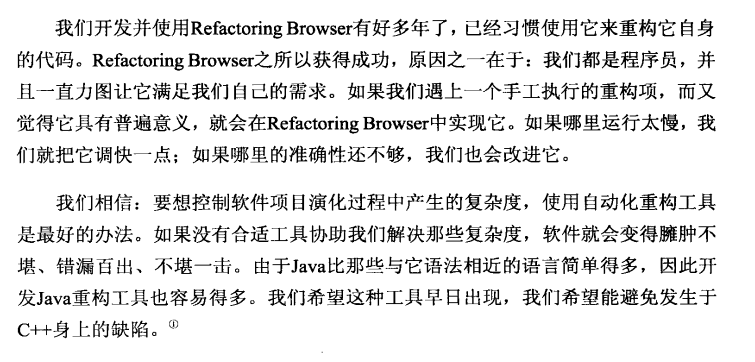 我们开发并使用Refactoring Browser有好多年了，已经习惯使用它来重构它自身
的代码。Refactoring Browser之所以获得成功，原因之一在于：我们都是程序员，并
且一直力图让它满足我们自己的需求。如果我们遇上一个手工执行的重构项，而又
觉得它具有普遍意义，就会在Refactoring Browser中实现它。如果哪里运行太慢，我
们就把它调快一点；如果哪里的准确性还不够，我们也会改进它。
我们相信：要想控制软件项目演化过程中产生的复杂度，使用自动化重构工具
是最好的办法。如果没有合适工具协助我们解决那些复杂度，软件就会变得臃肿不
堪、错漏百出、不堪一击。由于Java比那些与它语法相近的语言简单得多，因此开
发Java重构工具也容易得多。我们希望这种工具早日出现，我们希望能避免发生于
C++身上的缺陷。①